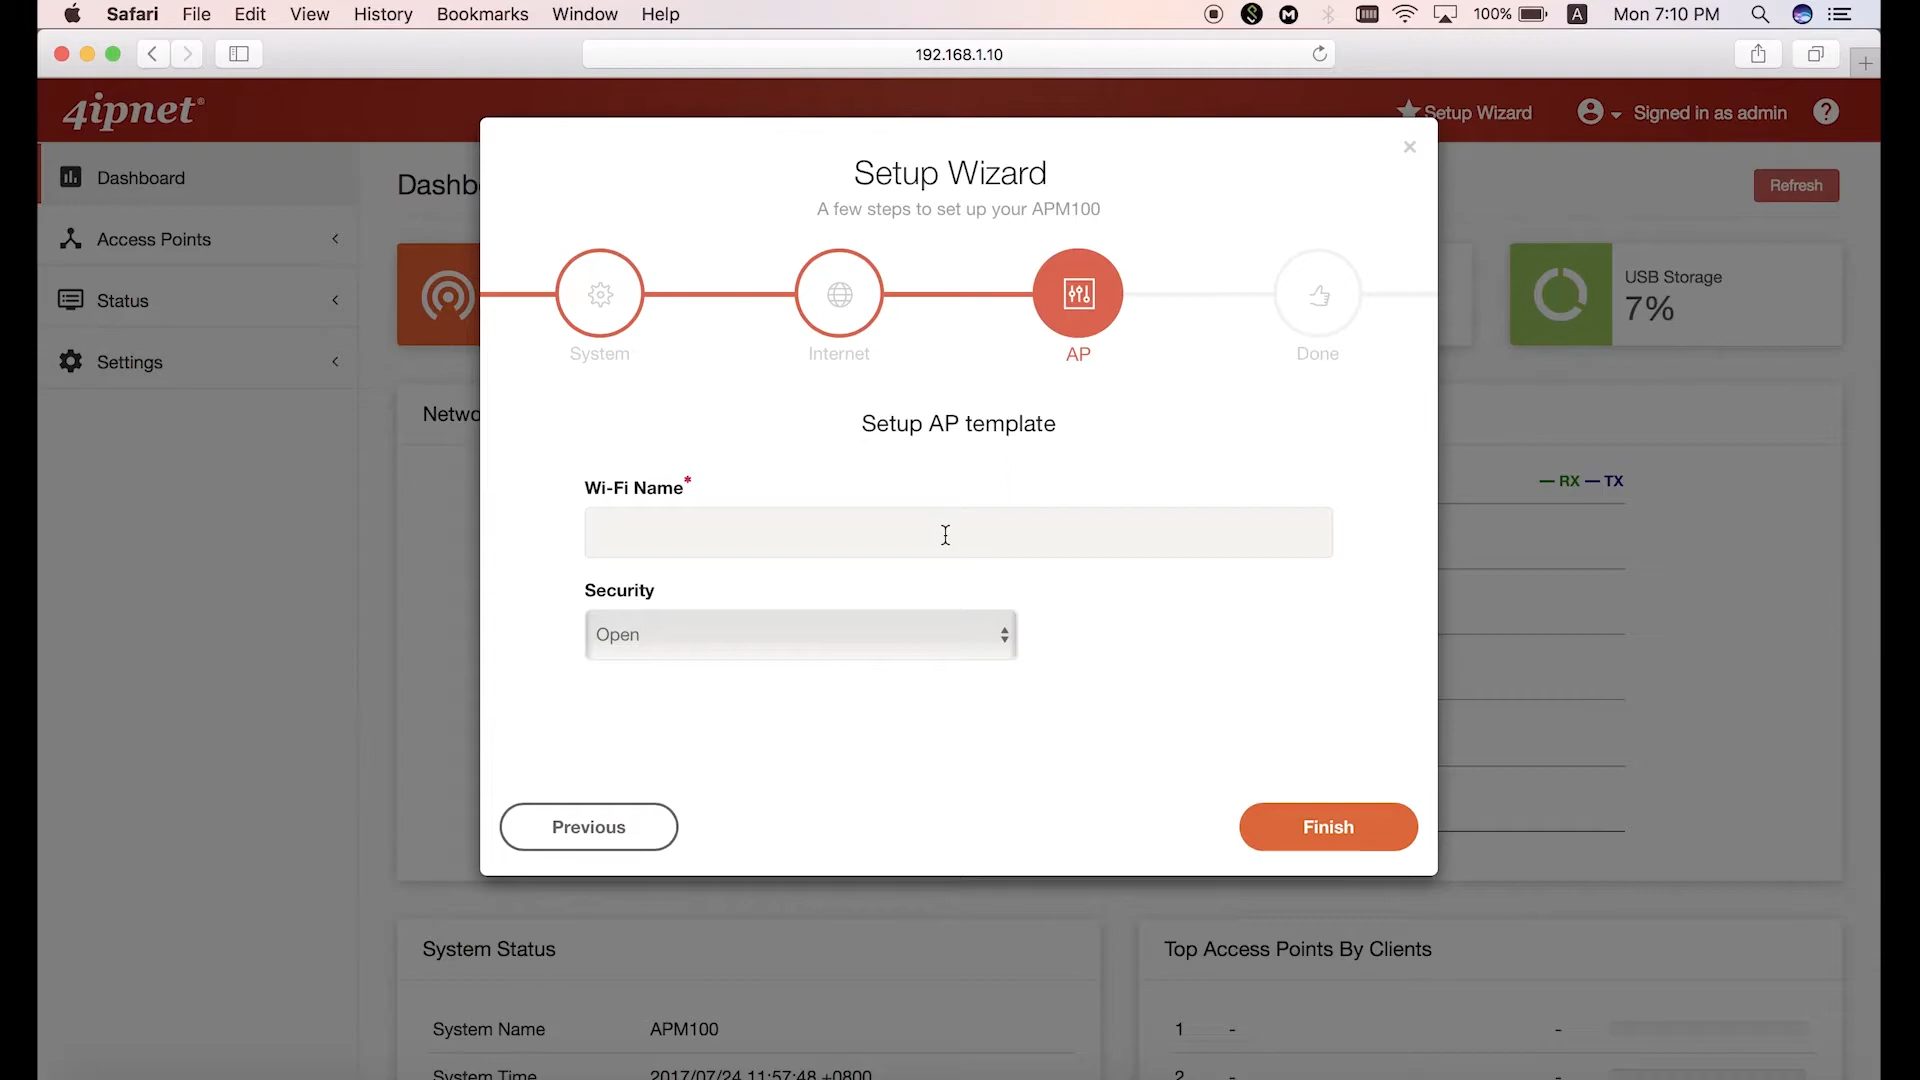 Safari File Edit View History Bookmarks Window Help 100% A Mon 7:10 PM
192.168.1.10
4ipnet® Setup Wizard Signed in as admin
Dashboard
Access Points
Status
Settings
Dashb
Refresh
USB Storage
7%
Netwo
RX TX
Setup Wizard
A few steps to set up your APM100
System Internet AP Done
Setup AP template
Wi-Fi Name*
Security
Open
Previous Finish
System Status
System Name APM100
System Time 2017/07/24 11:57:48 +0800
Top Access Points By Clients
1 - -
2 - -